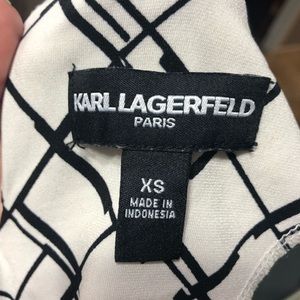 KARL LAGERFELD
PARIS
XS
MADE IN
INDONESIA